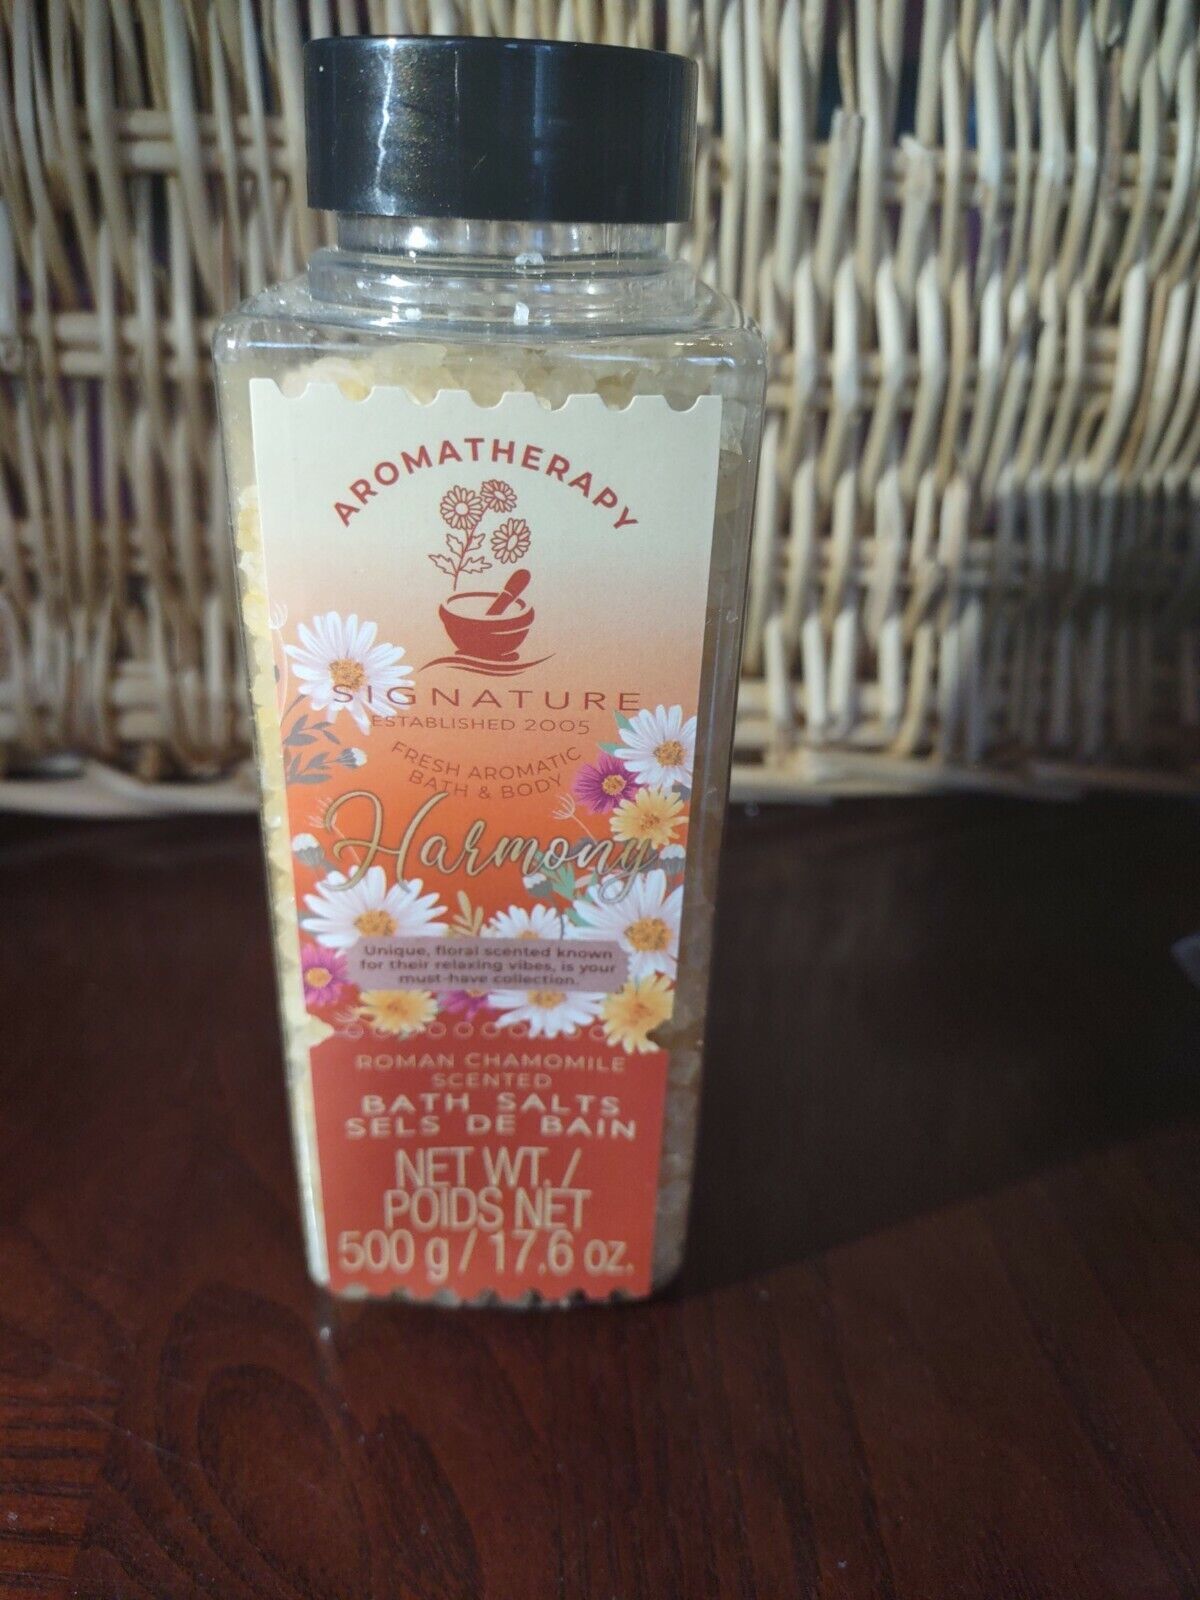 AROMATHERAPY
SIGNATURE
ESTABLISHED 2005
FRESH AROMATIC
BATH & BODY
Harmony
Unique, floral scented known
for their relaxing vibes, is your
must-have collection.
ROMAN CHAMOMILE
SCENTED
BATH SALTS
SELS DE BAIN
NET WT. /
POIDS NET
500 g / 17.6 oz.